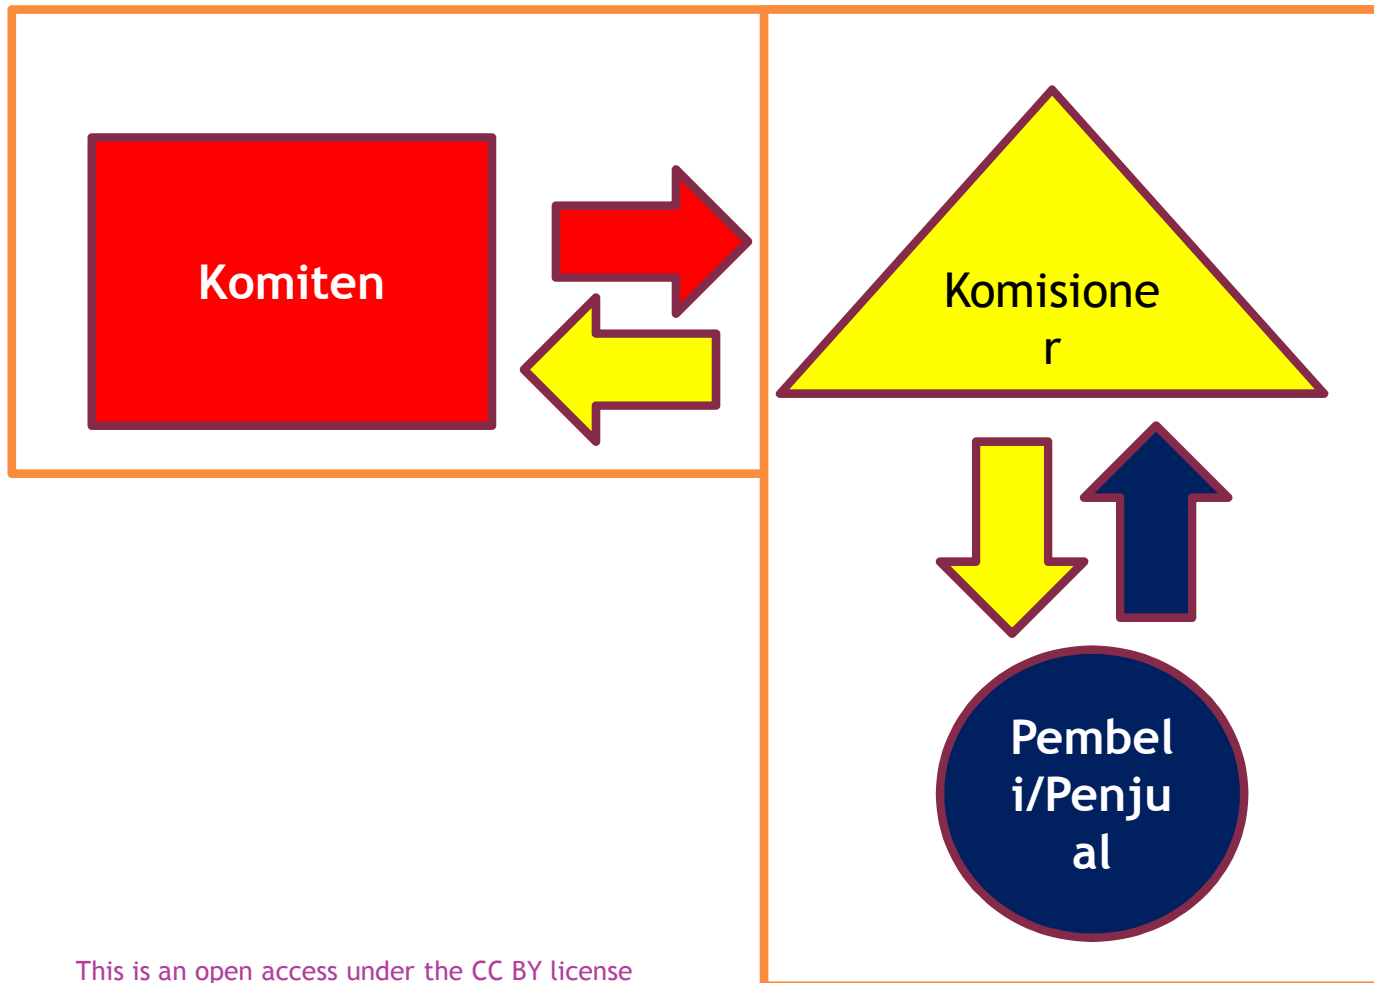 Komiten
Komisione
r
Pembel
i/Penju
al
This is an open access under the CC BY license